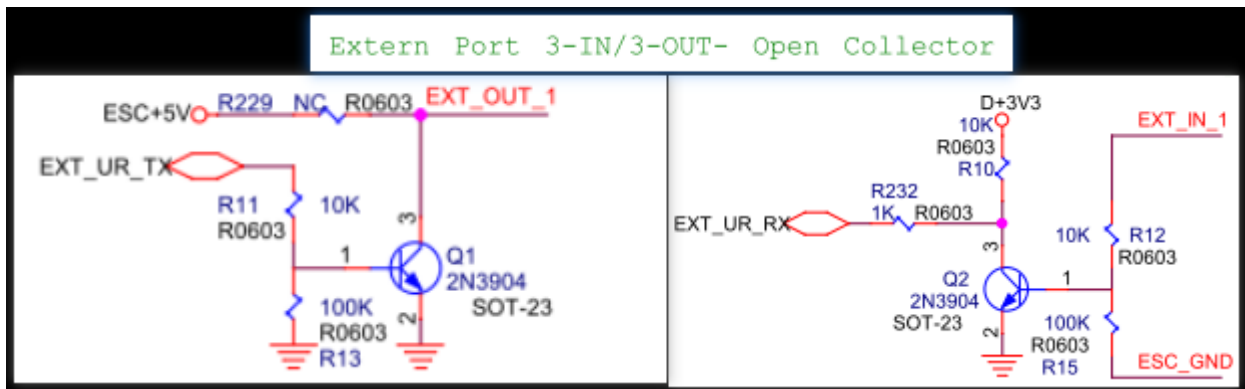 Extern Port 3-IN/3-OUT- Open Collector
ESC+5V
R229 NC R0603
EXT_OUT_1
EXT_UR_TX
R11 10K
R0603
3
1
Q1
2N3904
SOT-23
100K
R0603
R13
2
D+3V3
10K
R0603
R10
EXT_IN_1
R232
1K R0603
EXT_UR_RX
10K R12
R0603
3
1
Q2
2N3904
SOT-23
2
100K
R0603
R15
ESC_GND